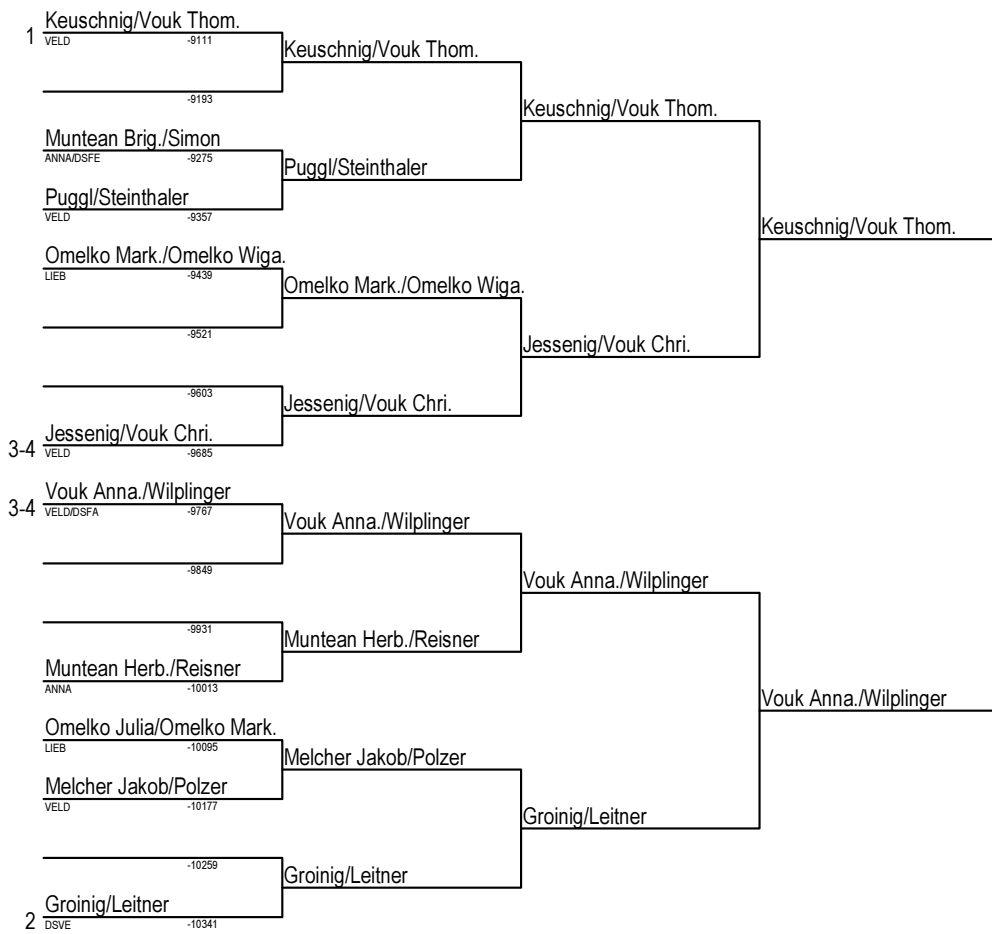 Keuschnig/Vouk Thom.
1 VELD -9111
Keuschnig/Vouk Thom.
-9193
Keuschnig/Vouk Thom.
Muntean Brig./Simon
ANNA/DSFE -9275
Puggl/Steinthaler
Puggl/Steinthaler
VELD -9357
Keuschnig/Vouk Thom.
Omelko Mark./Omelko Wiga.
LIEB -9439
Omelko Mark./Omelko Wiga.
-9521
Jessenig/Vouk Chri.
-9603
Jessenig/Vouk Chri.
Jessenig/Vouk Chri.
3-4 VELD -9685
Vouk Anna./Wilplinger
3-4 VELD/DSFA -9767
Vouk Anna./Wilplinger
-9849
Vouk Anna./Wilplinger
-9931
Muntean Herb./Reisner
Muntean Herb./Reisner
ANNA -10013
Vouk Anna./Wilplinger
Omelko Julia/Omelko Mark.
LIEB -10095
Melcher Jakob/Polzer
Melcher Jakob/Polzer
VELD -10177
Groinig/Leitner
-10259
Groinig/Leitner
Groinig/Leitner
2 DSVE -10341